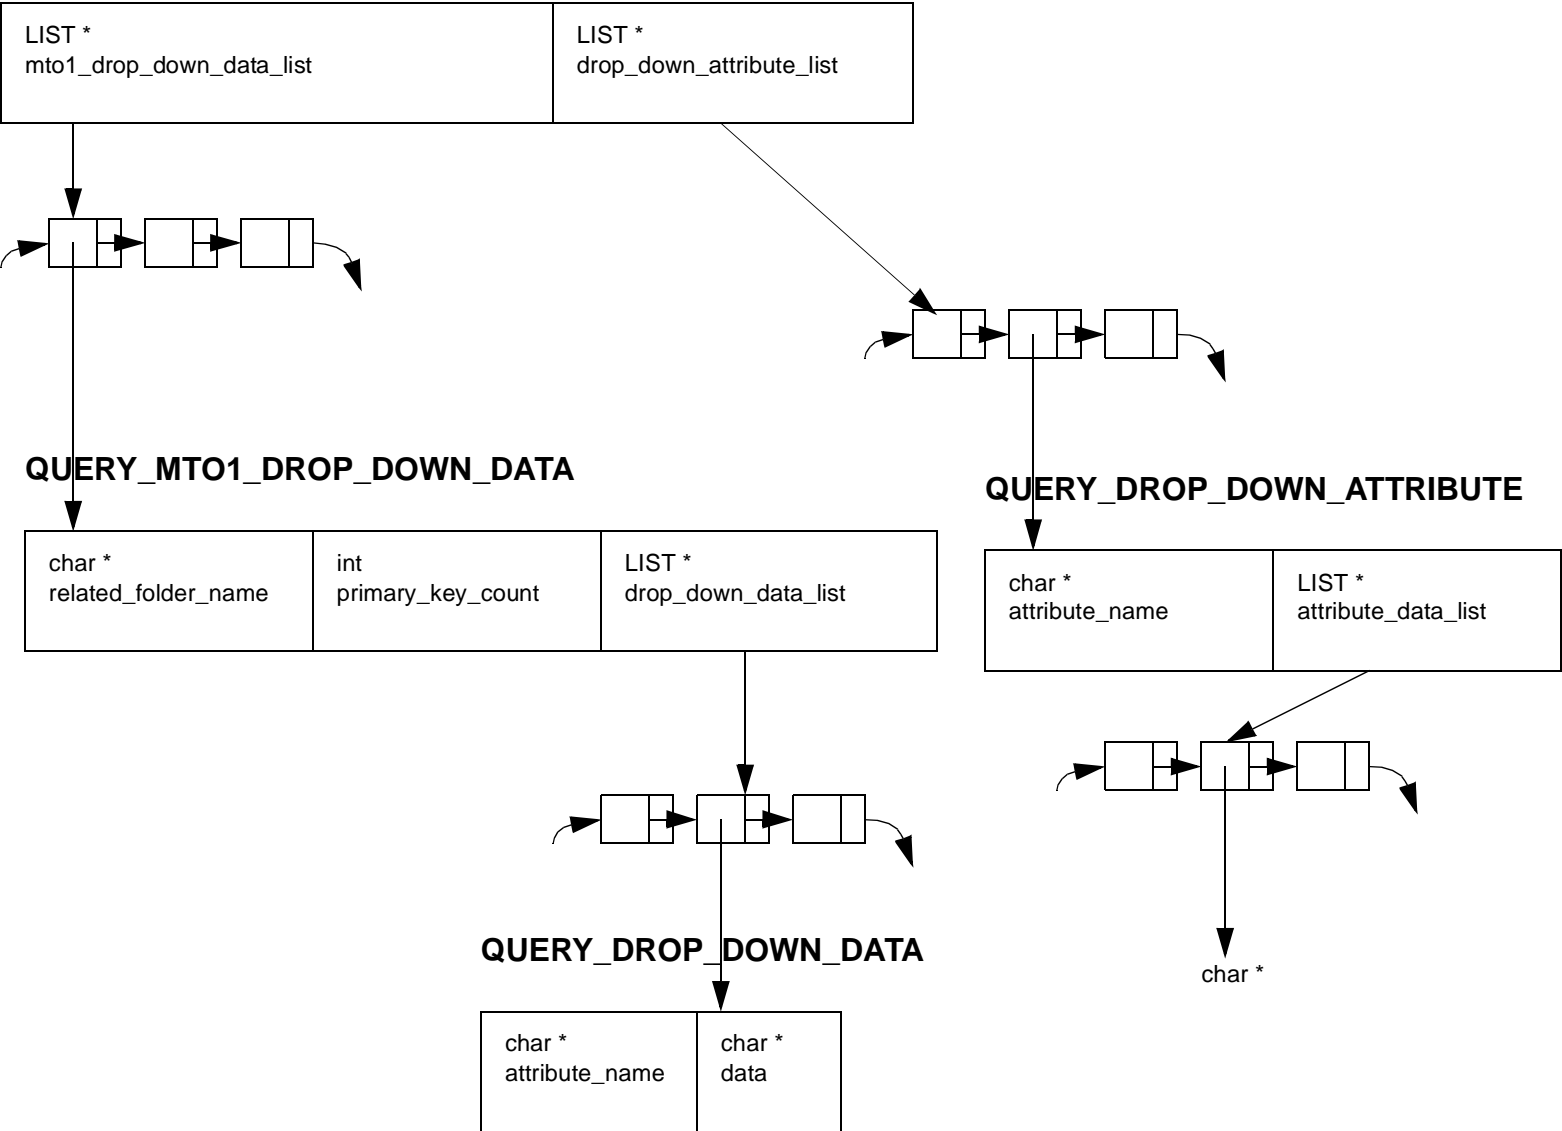 LIST *
mto1_drop_down_data_list
LIST *
drop_down_attribute_list
QUERY_MTO1_DROP_DOWN_DATA
char *
related_folder_name
int
primary_key_count
LIST *
drop_down_data_list
QUERY_DROP_DOWN_ATTRIBUTE
char *
attribute_name
LIST *
attribute_data_list
char *
QUERY_DROP_DOWN_DATA
char *
attribute_name
char *
data